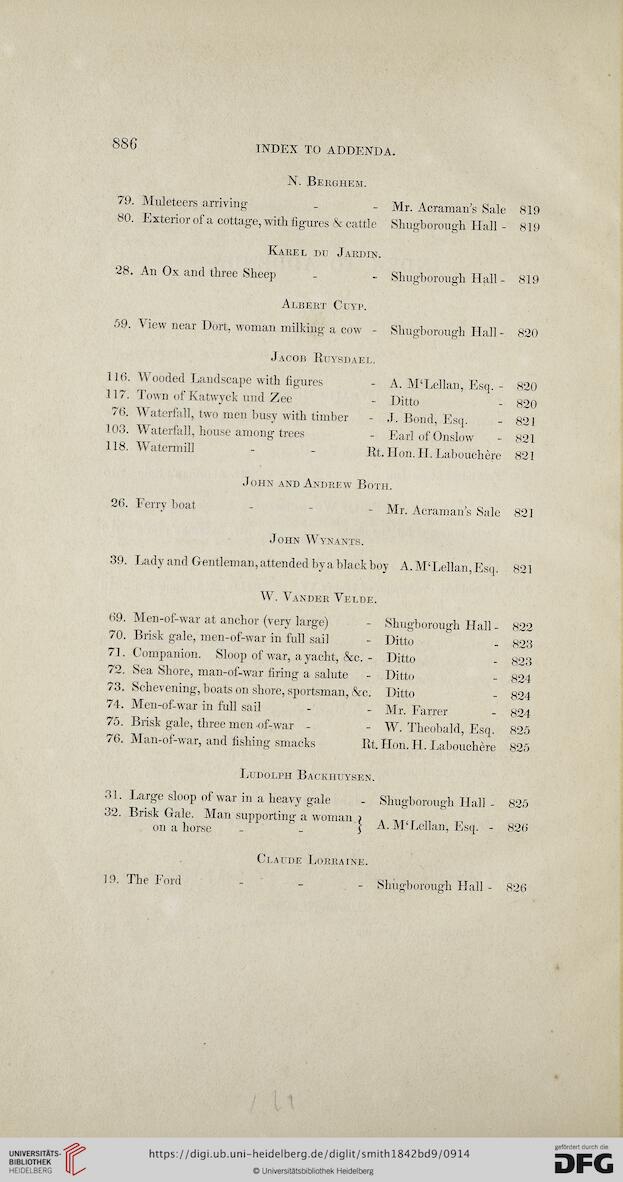 886
INDEX TO ADDENDA.
N. BERGHEM.
79. Muleteers arriving - - Mr. Acraman's Sale 819
80. Exterior of a cottage, with figures & cattle Shugborough Hall - 819
KAREL DU JARDIN.
28. An Ox and three Sheep - - Shugborough Hall - 819
ALBERT CUYP.
59. View near Dort, woman milking a cow - Shugborough Hall - 820
JACOB RUYSDAEL.
116. Wooded Landscape with figures - A. M‘Lellan, Esq. - 820
117. Town of Katwyck und Zee - Ditto - 820
76. Waterfall, two men busy with timber - J. Bond, Esq. - 821
103. Waterfall, house among trees - Earl of Onslow - 821
118. Watermill - - Rt. Hon. H. Labouchère 821
JOHN AND ANDREW BOTH.
26. Ferry boat - - - Mr. Acraman's Sale 821
JOHN WYNANTS.
39. Lady and Gentleman, attended by a black boy A. M‘Lellan, Esq. 821
W. VANDER VELDE.
69. Men-of-war at anchor (very large) - Shugborough Hall - 822
70. Brisk gale, men-of-war in full sail - Ditto - 823
71. Companion. Sloop of war, a yacht, &c. - Ditto - 823
72. Sea Shore, man-of-war firing a salute - Ditto - 824
73. Schevening, boats on shore, sportsman, &c. Ditto - 824
74. Men-of-war in full sail - - Mr. Farrer - 824
75. Brisk gale, three men-of-war - - W. Theobald, Esq. 825
76. Man-of-war, and fishing smacks Rt. Hon. H. Labouchère 825
LUDOLPH BACKHUYSEN.
31. Large sloop of war in a heavy gale - Shugborough Hall - 825
32. Brisk Gale. Man supporting a woman }
on a horse - - } A. M‘Lellan, Esq. - 826
CLAUDE LORRAINE.
19. The Ford - - - Shugborough Hall - 826
UNIVERSITÄTS-
BIBLIOTHEK
HEIDELBERG
https://digi.ub.uni-heidelberg.de/diglit/smith1842bd9/0914
© Universitätsbibliothek Heidelberg
gefördert durch die
DFG